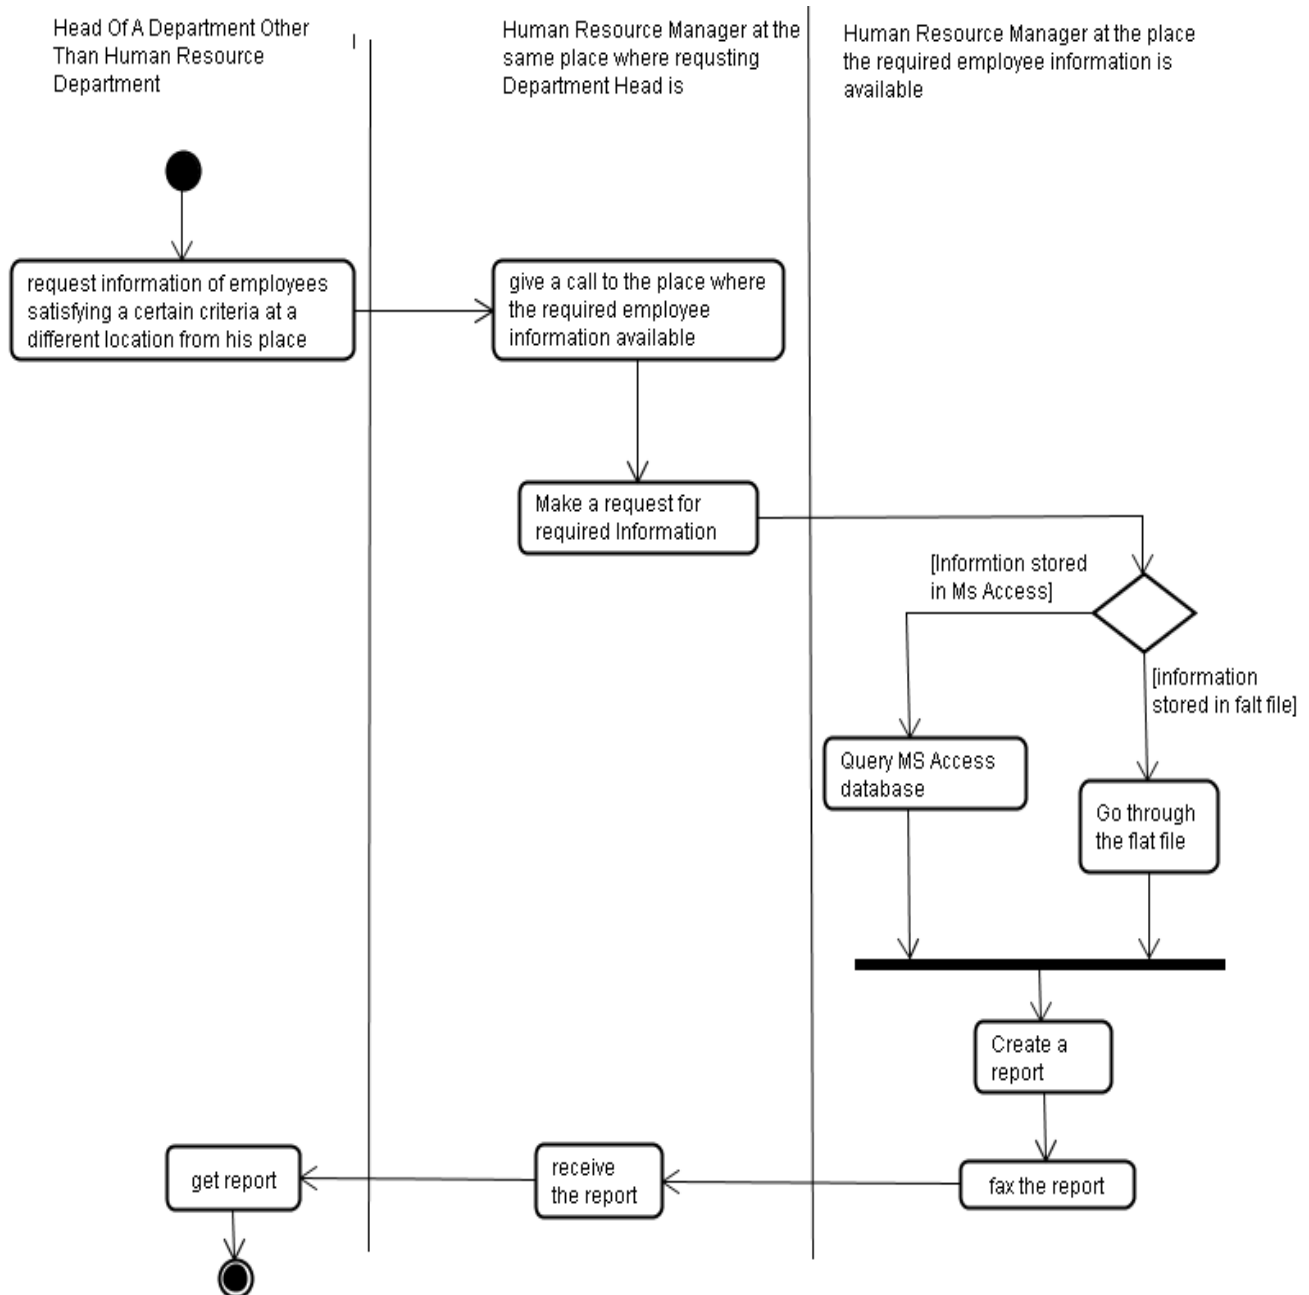 Head Of A Department Other
Than Human Resource
Department
Human Resource Manager at the
same place where requsting
Department Head is
Human Resource Manager at the place
the required employee information is
available
request information of employees
satisfying a certain criteria at a
different location from his place
give a call to the place where
the required employee
information available
Make a request for
required Information
[Informtion stored
in Ms Access]
[information
stored in falt file]
Query MS Access
database
Go through
the flat file
Create a
report
fax the report
receive
the report
get report